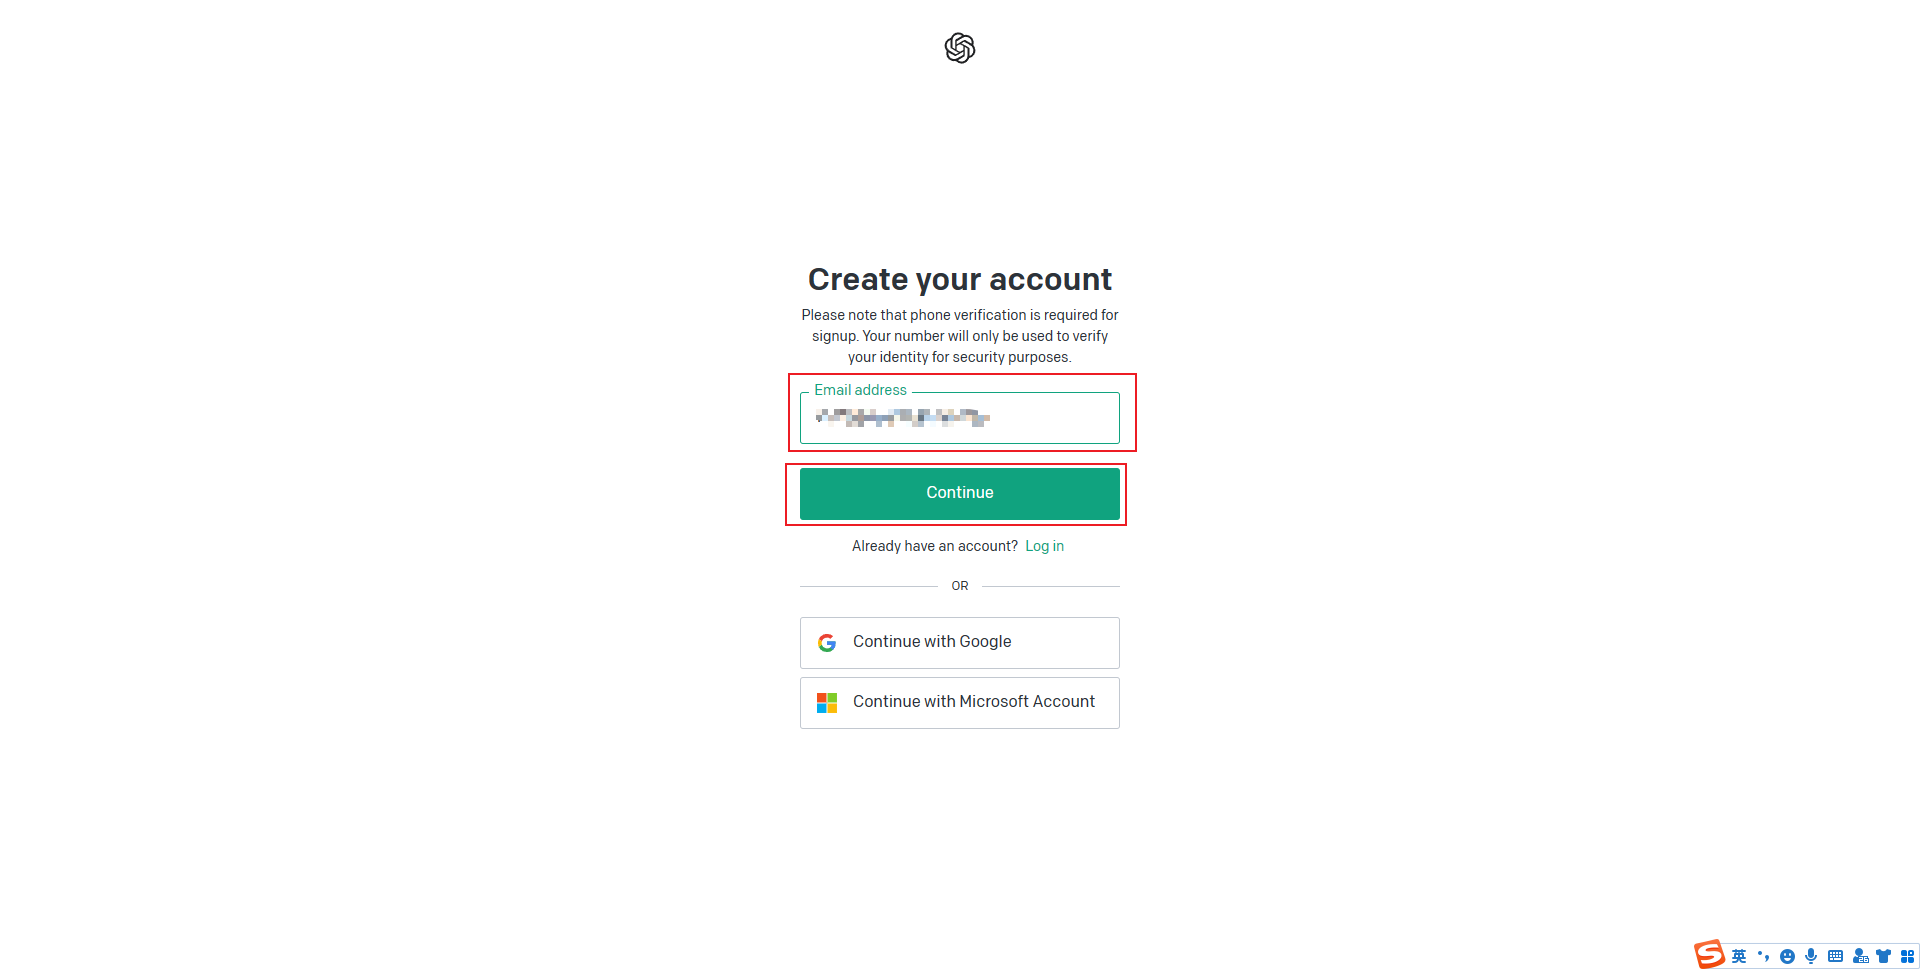 Create your account
Please note that phone verification is required for
signup. Your number will only be used to verify
your identity for security purposes.
Email address
Continue
Already have an account? Log in
OR
Continue with Google
Continue with Microsoft Account
英